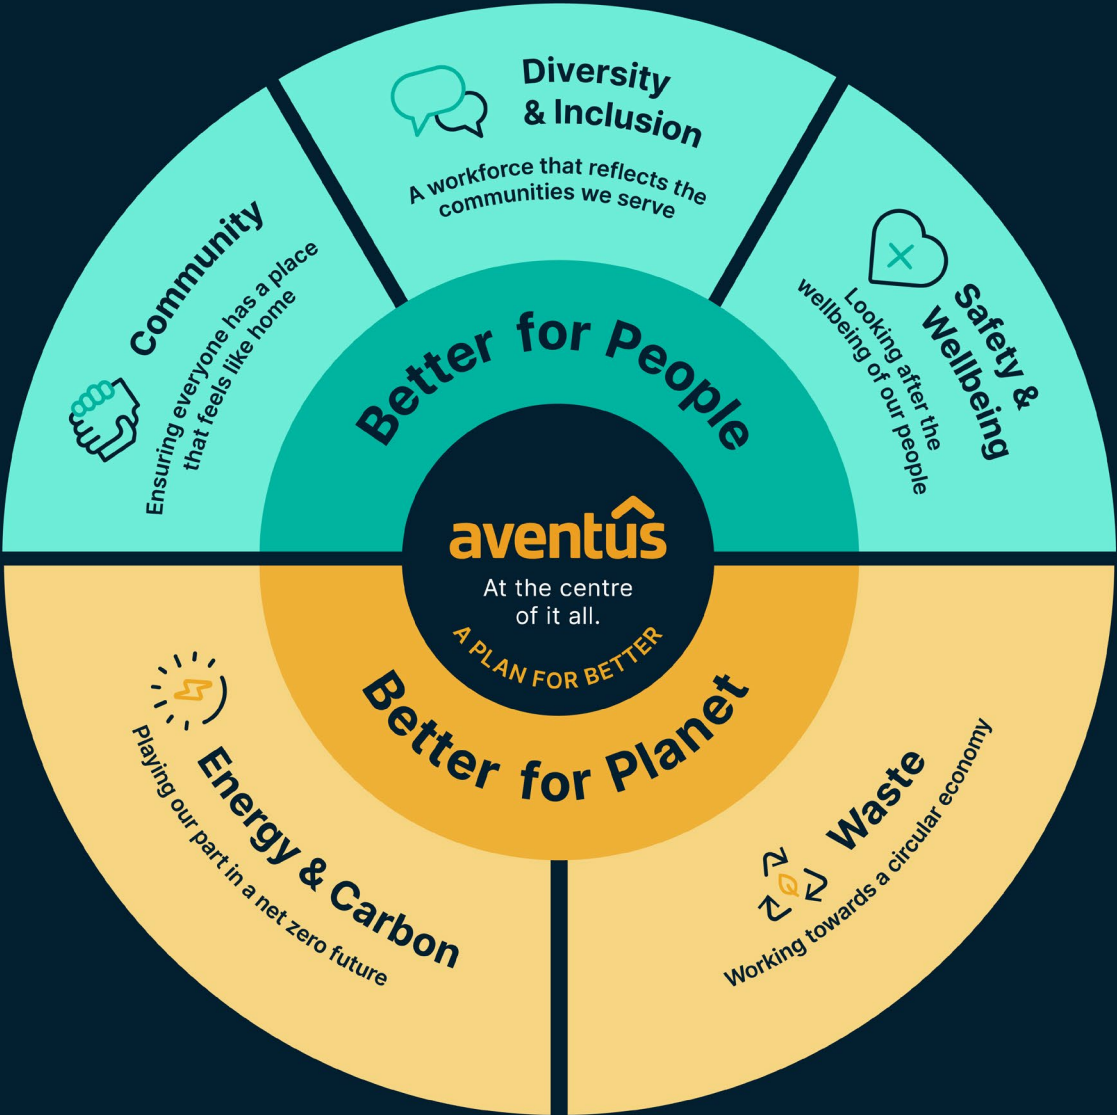 Diversity
& Inclusion
A workforce that reflects the
communities we serve
Community
Ensuring everyone has a place
that feels like home
Safety &
Wellbeing
Looking after the
wellbeing of our people
Better for People
aventus
At the centre
of it all.
A PLAN FOR BETTER
Better for Planet
Energy & Carbon
Playing our part in a net zero future
Waste
Working towards a circular economy